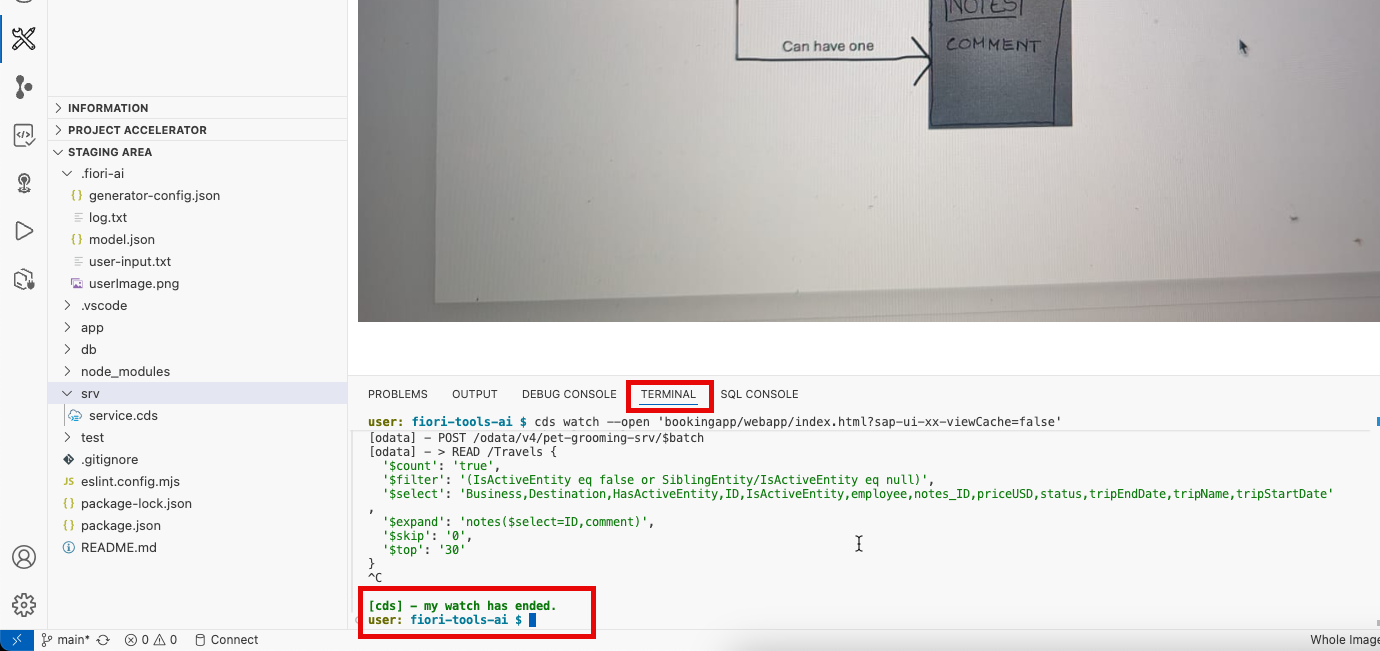 INFORMATION
PROJECT ACCELERATOR
STAGING AREA
.fiori-ai
generator-config.json
log.txt
model.json
user-input.txt
userImage.png
.vscode
app
db
node_modules
srv
service.cds
test
.gitignore
JS eslint.config.mjs
package-lock.json
package.json
README.md
NOTES
COMMENT
Can have one
PROBLEMS OUTPUT DEBUG CONSOLE TERMINAL SQL CONSOLE
user: fiori-tools-ai $ cds watch --open 'bookingapp/webapp/index.html?sap-ui-xx-viewCache=false'
[odata] - POST /odata/v4/pet-grooming-srv/$batch
[odata] - > READ /Travels {
'$count': 'true',
'$filter': '(IsActiveEntity eq false or SiblingEntity/IsActiveEntity eq null)',
'$select': 'Business,Destination,HasActiveEntity,ID,IsActiveEntity,employee,notes_ID,priceUSD,status,tripEndDate,tripName,tripStartDate'
,
'$expand': 'notes($select=ID,comment)',
'$skip': '0',
'$top': '30'
}
^C
[cds] - my watch has ended.
user: fiori-tools-ai $
main* 0 0 Connect
Whole Image